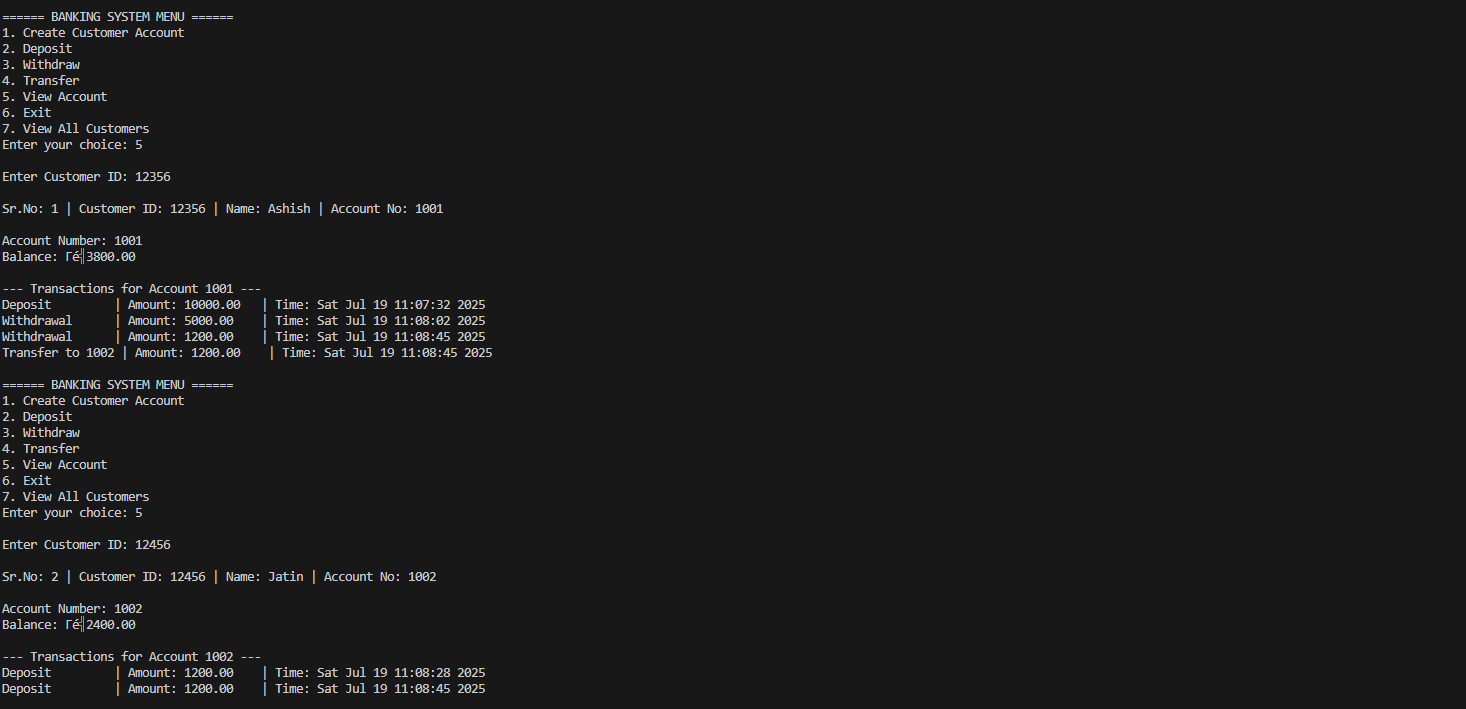 ====== BANKING SYSTEM MENU ======
1. Create Customer Account
2. Deposit
3. Withdraw
4. Transfer
5. View Account
6. Exit
7. View All Customers
Enter your choice: 5
Enter Customer ID: 12356
Sr.No: 1 | Customer ID: 12356 | Name: Ashish | Account No: 1001
Account Number: 1001
Balance: Γé╣3800.00
--- Transactions for Account 1001 ---
Deposit         | Amount: 10000.00   | Time: Sat Jul 19 11:07:32 2025
Withdrawal      | Amount: 5000.00    | Time: Sat Jul 19 11:08:02 2025
Withdrawal      | Amount: 1200.00    | Time: Sat Jul 19 11:08:45 2025
Transfer to 1002 | Amount: 1200.00    | Time: Sat Jul 19 11:08:45 2025
====== BANKING SYSTEM MENU ======
1. Create Customer Account
2. Deposit
3. Withdraw
4. Transfer
5. View Account
6. Exit
7. View All Customers
Enter your choice: 5
Enter Customer ID: 12456
Sr.No: 2 | Customer ID: 12456 | Name: Jatin | Account No: 1002
Account Number: 1002
Balance: Γé╣2400.00
--- Transactions for Account 1002 ---
Deposit         | Amount: 1200.00    | Time: Sat Jul 19 11:08:28 2025
Deposit         | Amount: 1200.00    | Time: Sat Jul 19 11:08:45 2025